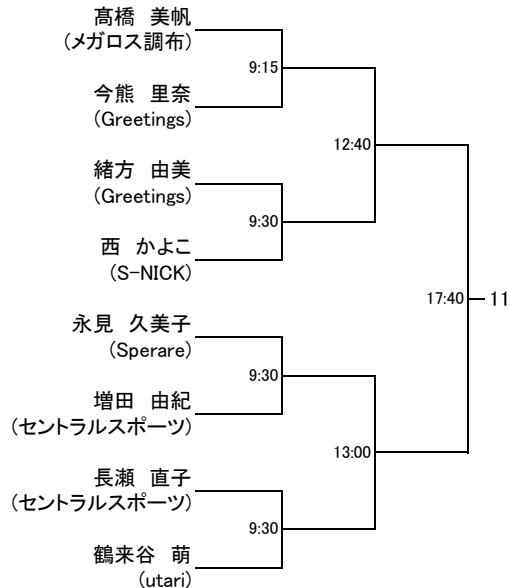 髙橋　美帆
(メガロス調布)
9:15
今熊　里奈
(Greetings)
12:40
緒方　由美
(Greetings)
9:30
西　かよこ
(S-NICK)
17:40
11
永見　久美子
(Sperare)
9:30
増田　由紀
(セントラルスポーツ)
13:00
長瀬　直子
(セントラルスポーツ)
9:30
鶴来谷　萌
(utari)